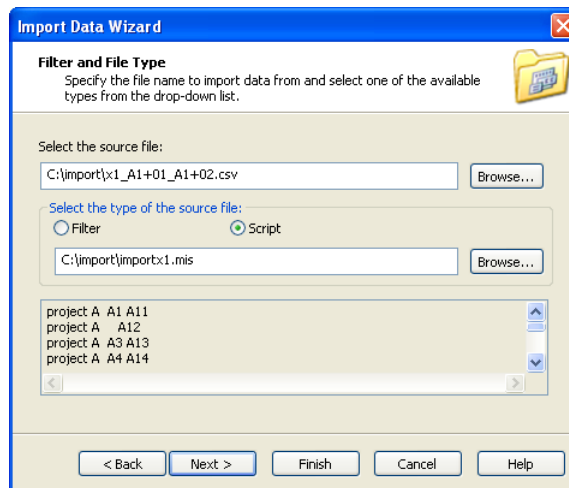 Import Data Wizard
Filter and File Type
Specify the file name to import data from and select one of the available
types from the drop-down list.
Select the source file:
C:\import\x1_A1+01_A1+02.csv
Browse...
Select the type of the source file:
Filter
Script
C:\import\importx1.mis
Browse...
project A  A1 A11
project A     A12
project A  A3 A13
project A  A4 A14
< Back
Next >
Finish
Cancel
Help